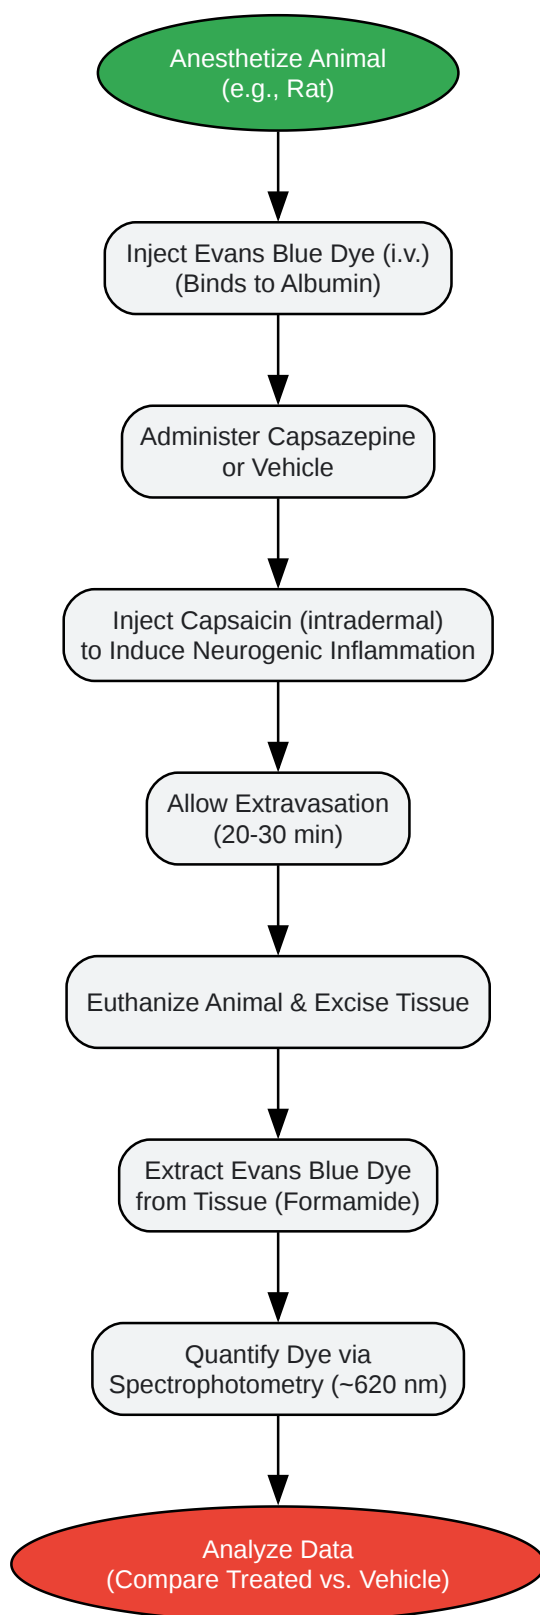 Anesthetize Animal
(e.g., Rat)
Inject Evans Blue Dye (i.v.)
(Binds to Albumin)
Administer Capsazepine
or Vehicle
Inject Capsaicin (intradermal)
to Induce Neurogenic Inflammation
Allow Extravasation
(20-30 min)
Euthanize Animal & Excise Tissue
Extract Evans Blue Dye
from Tissue (Formamide)
Quantify Dye via
Spectrophotometry (~620 nm)
Analyze Data
(Compare Treated vs. Vehicle)